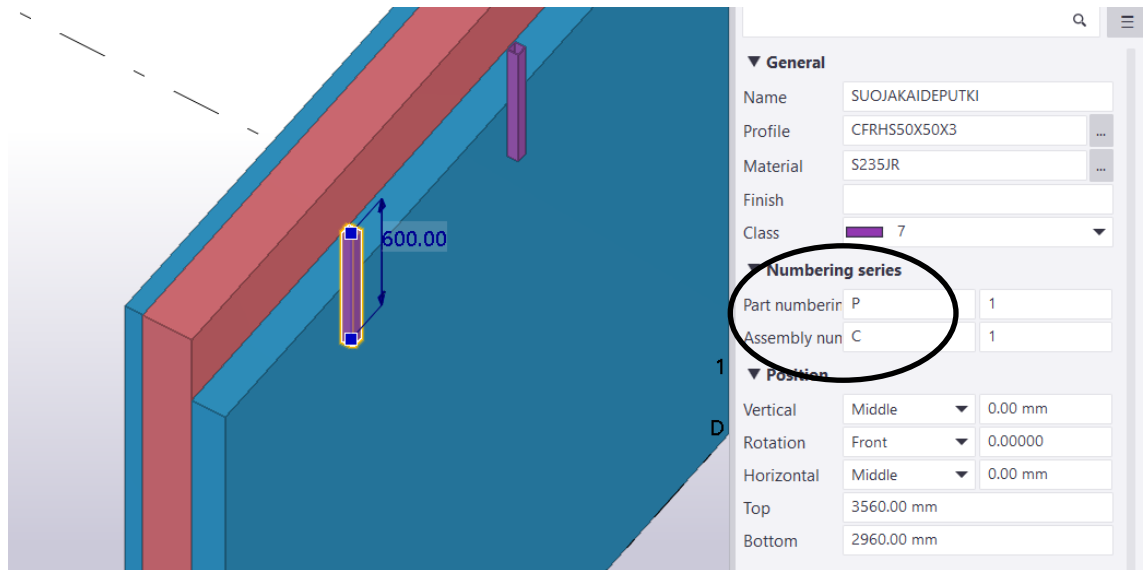 General
Name SUOJAKAIDEPUTKI
Profile CFRHS50X50X3 ...
Material S235JR ...
Finish
Class 7
Numbering series
Part numberin P 1
Assembly nun C 1
Position
Vertical Middle 0.00 mm
Rotation Front 0.00000
Horizontal Middle 0.00 mm
Top 3560.00 mm
Bottom 2960.00 mm
600.00
1
D